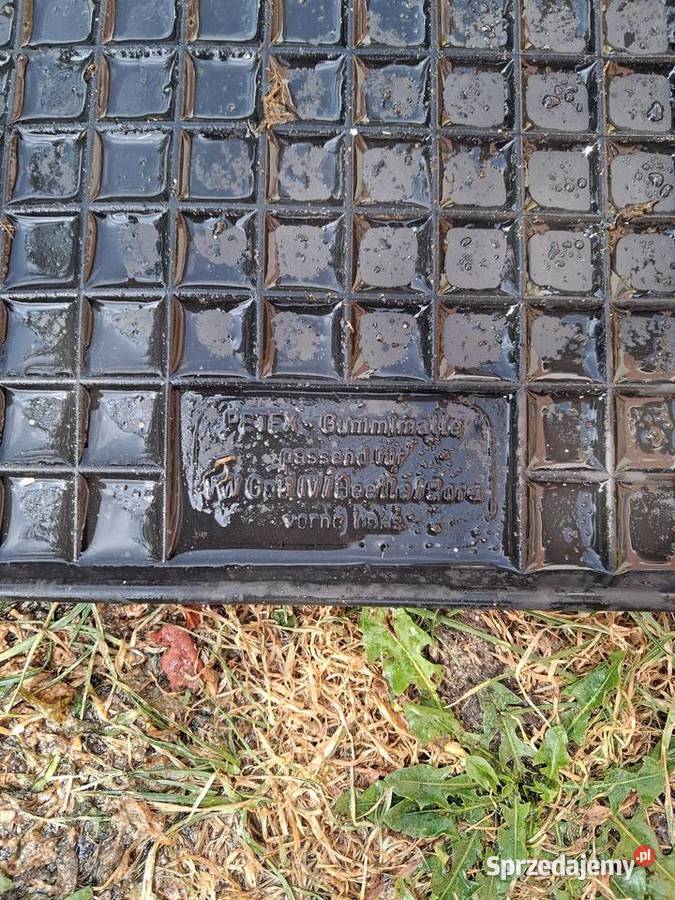 PETEX - Gummimatte
passend für
VW Golf IV/Beetle/Bora
vorne links
Sprzedajemy.pl